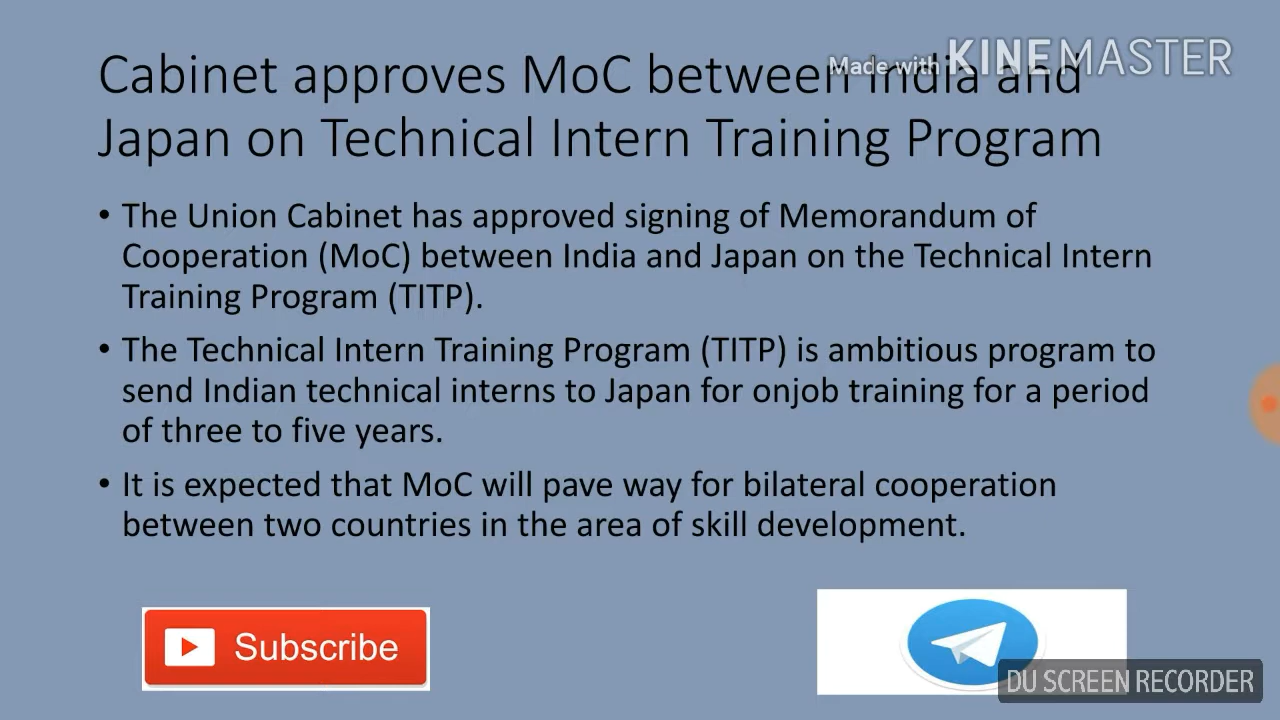 Cabinet approves MoC between India and
Made with KINEMASTER
Japan on Technical Intern Training Program
• The Union Cabinet has approved signing of Memorandum of
Cooperation (MoC) between India and Japan on the Technical Intern
Training Program (TITP).
• The Technical Intern Training Program (TITP) is ambitious program to
send Indian technical interns to Japan for onjob training for a period
of three to five years.
• It is expected that MoC will pave way for bilateral cooperation
between two countries in the area of skill development.
Subscribe
DU SCREEN RECORDER